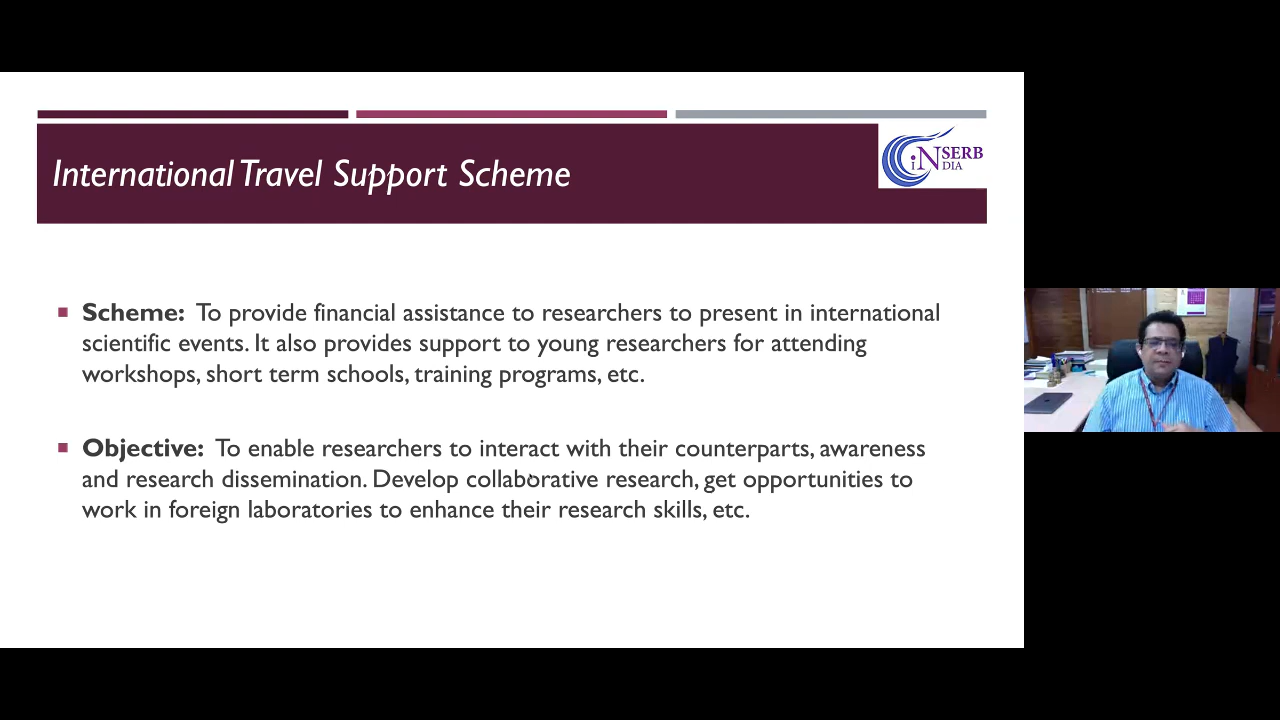 International Travel Support Scheme
iNSERB
DIA
Scheme: To provide financial assistance to researchers to present in international
scientific events. It also provides support to young researchers for attending
workshops, short term schools, training programs, etc.
Objective: To enable researchers to interact with their counterparts, awareness
and research dissemination. Develop collaborative research, get opportunities to
work in foreign laboratories to enhance their research skills, etc.